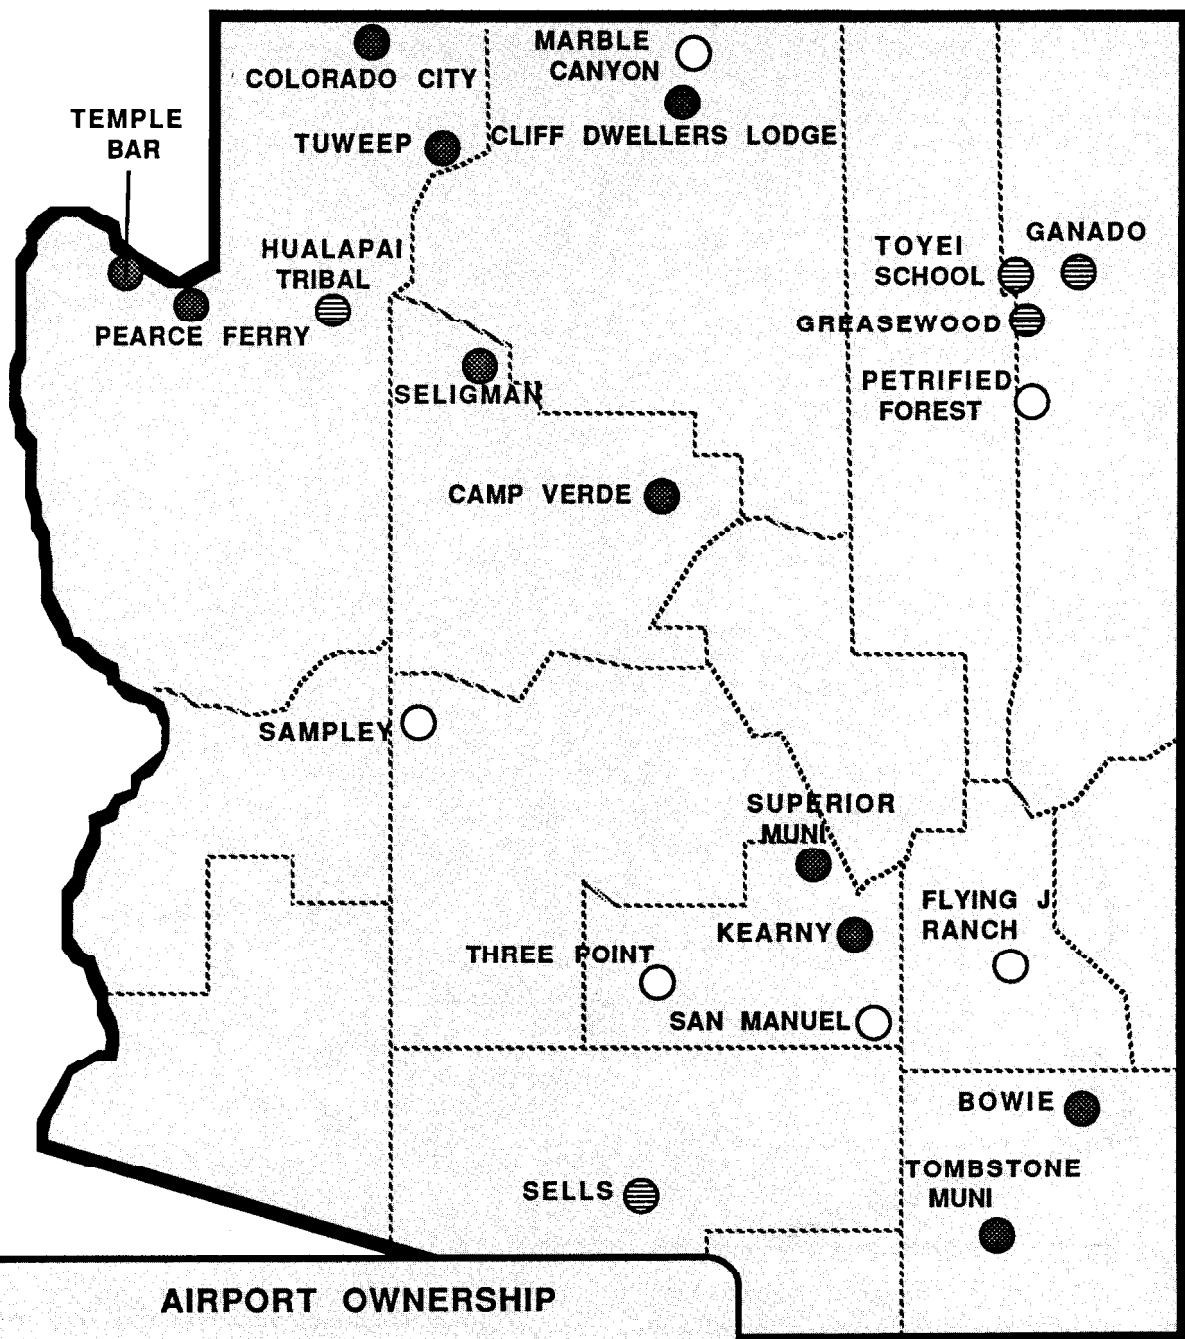 MARBLE
CANYON
COLORADO CITY
TEMPLE
BAR
TUWEEP
CLIFF DWELLERS LODGE
HUALAPAI
TRIBAL
TOYEI
SCHOOL
GANADO
PEARCE FERRY
GREASEWOOD
SELIGMAN
PETRIFIED
FOREST
CAMP VERDE
SAMPLEY
SUPERIOR
MUNI
FLYING J
RANCH
KEARNY
THREE POINT
SAN MANUEL
BOWIE
TOMBSTONE
MUNI
SELLS
AIRPORT OWNERSHIP